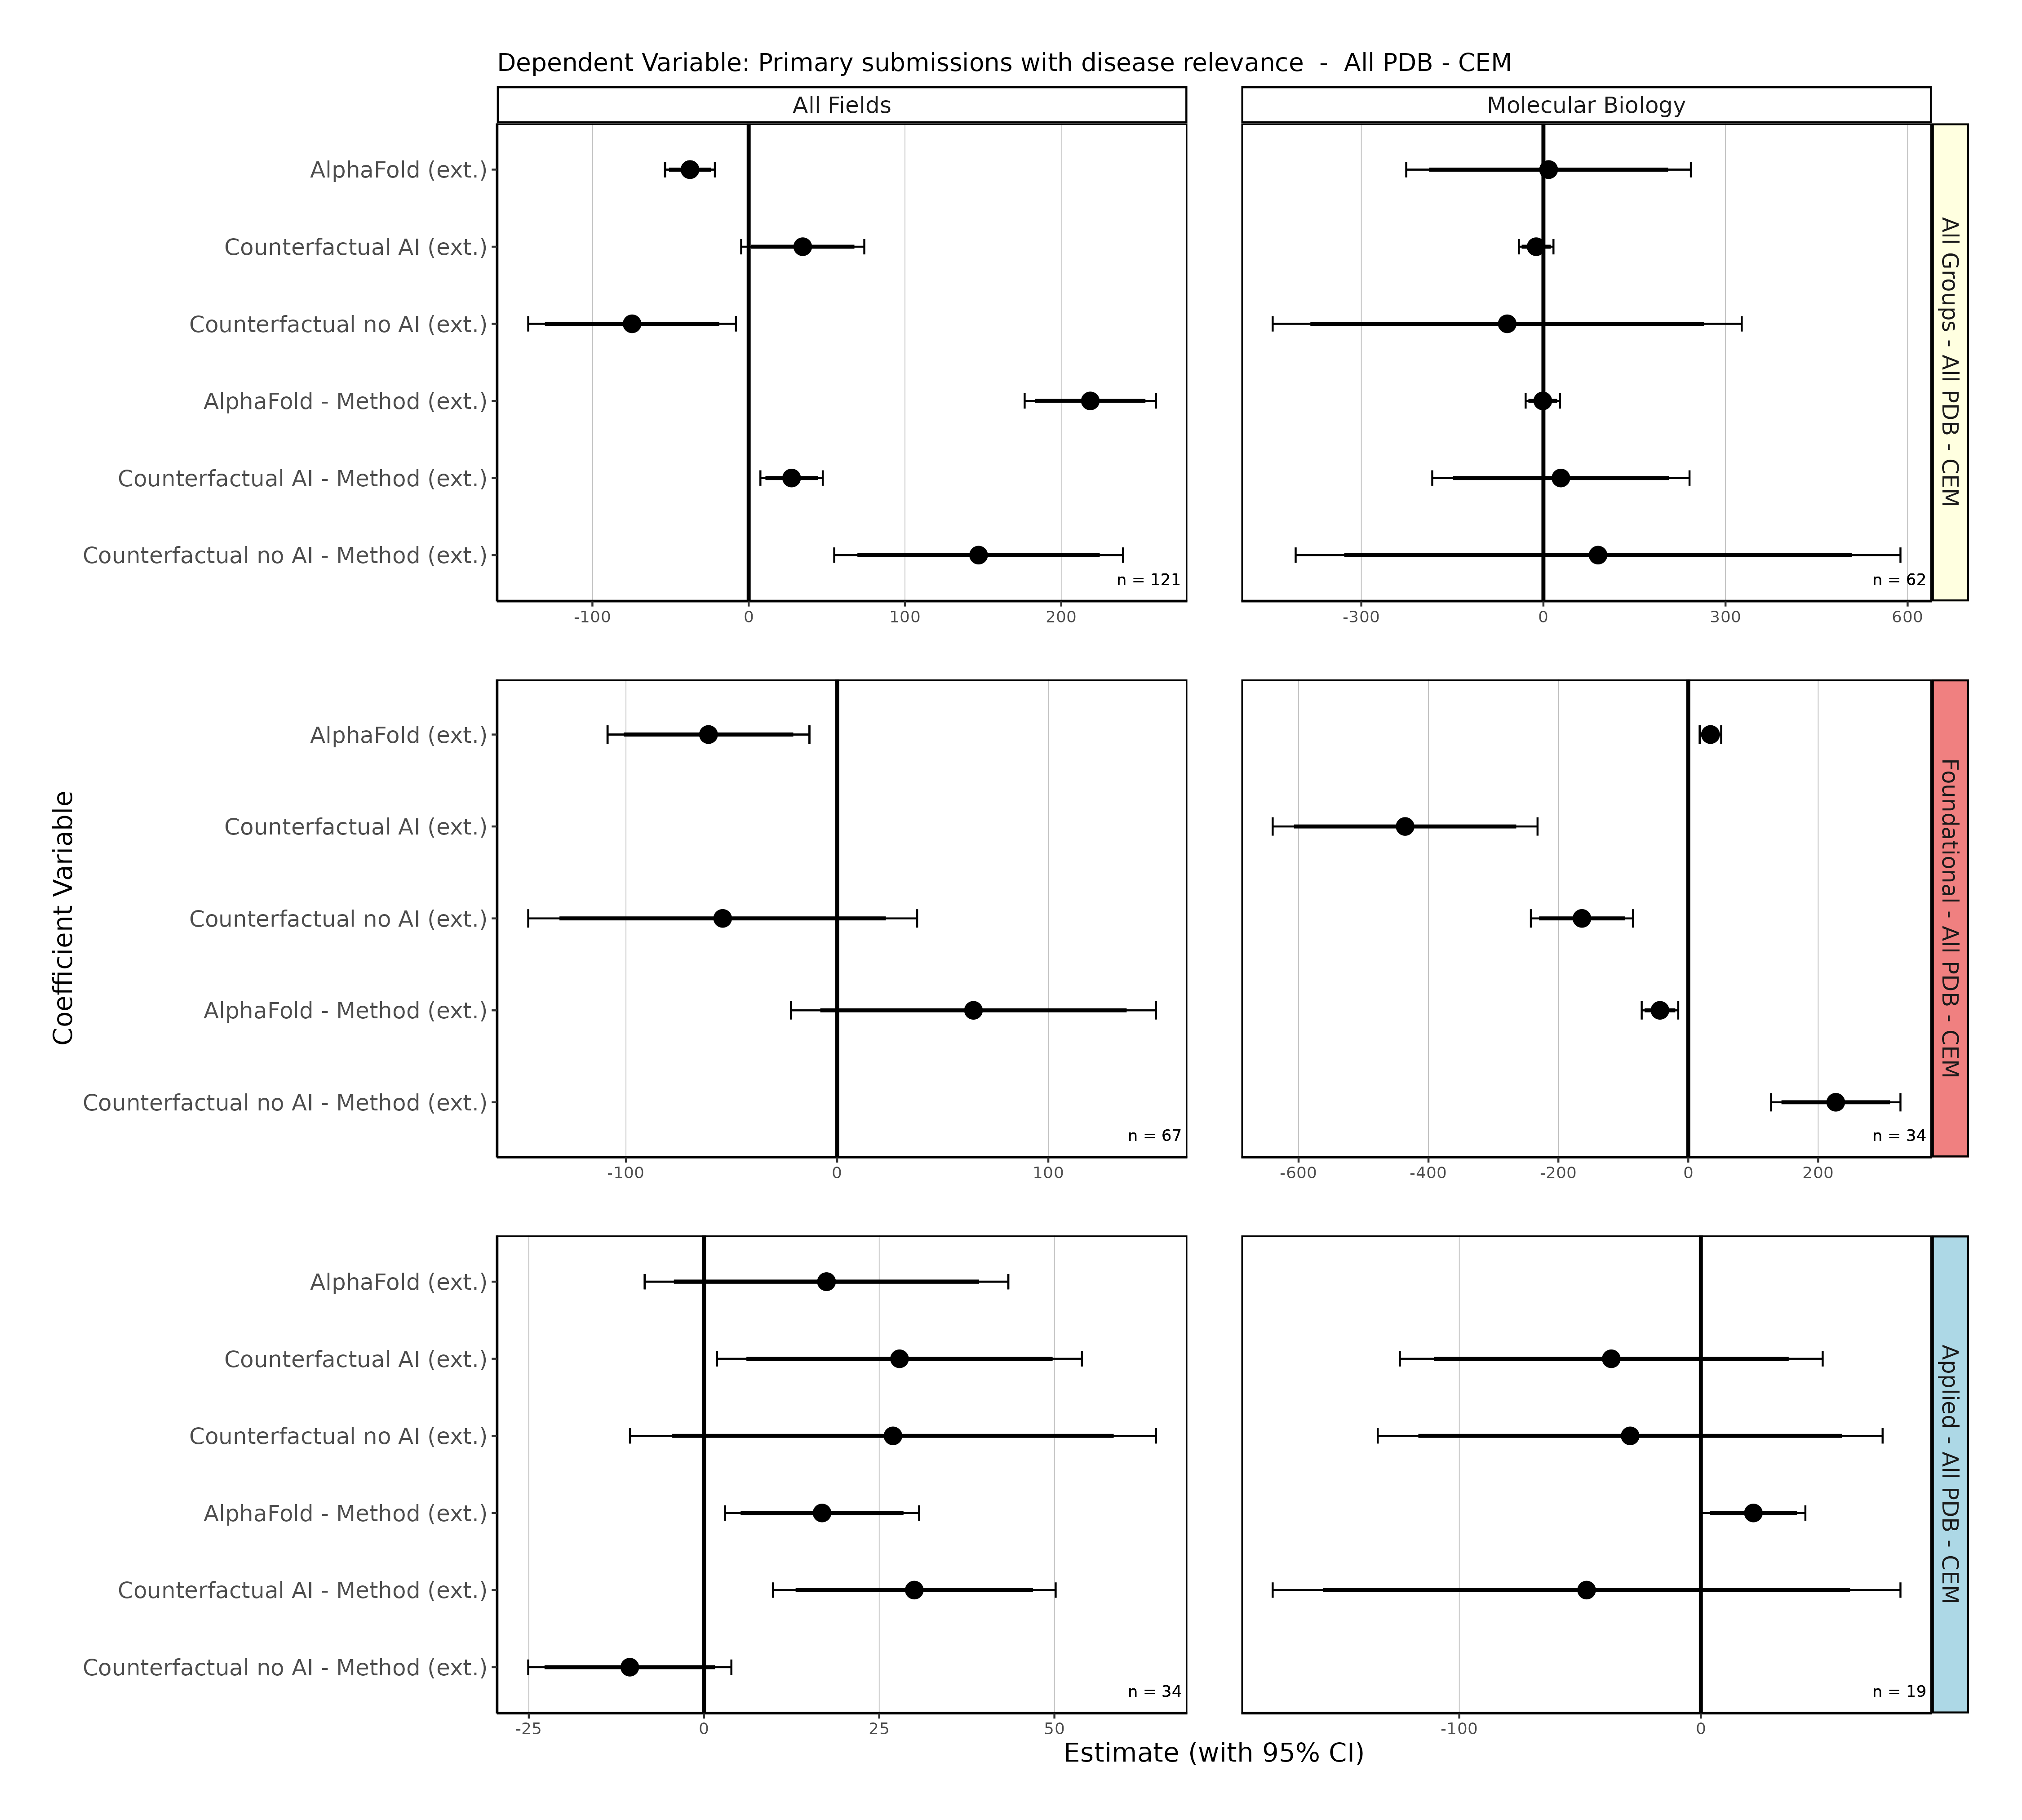 Dependent Variable: Primary submissions with disease relevance - All PDB - CEM
All Fields
Molecular Biology
AlphaFold (ext.)
Counterfactual AI (ext.)
Counterfactual no AI (ext.)
AlphaFold - Method (ext.)
Counterfactual AI - Method (ext.)
Counterfactual no AI - Method (ext.)
n = 121
n = 62
-100 0 100 200
-300 0 300 600
All Groups - All PDB - CEM
Coefficient Variable
AlphaFold (ext.)
Counterfactual AI (ext.)
Counterfactual no AI (ext.)
AlphaFold - Method (ext.)
Counterfactual no AI - Method (ext.)
n = 67
n = 34
-100 0 100
-600 -400 -200 0 200
Foundational - All PDB - CEM
AlphaFold (ext.)
Counterfactual AI (ext.)
Counterfactual no AI (ext.)
AlphaFold - Method (ext.)
Counterfactual AI - Method (ext.)
Counterfactual no AI - Method (ext.)
n = 34
n = 19
-25 0 25 50
-100 0
Applied - All PDB - CEM
Estimate (with 95% CI)